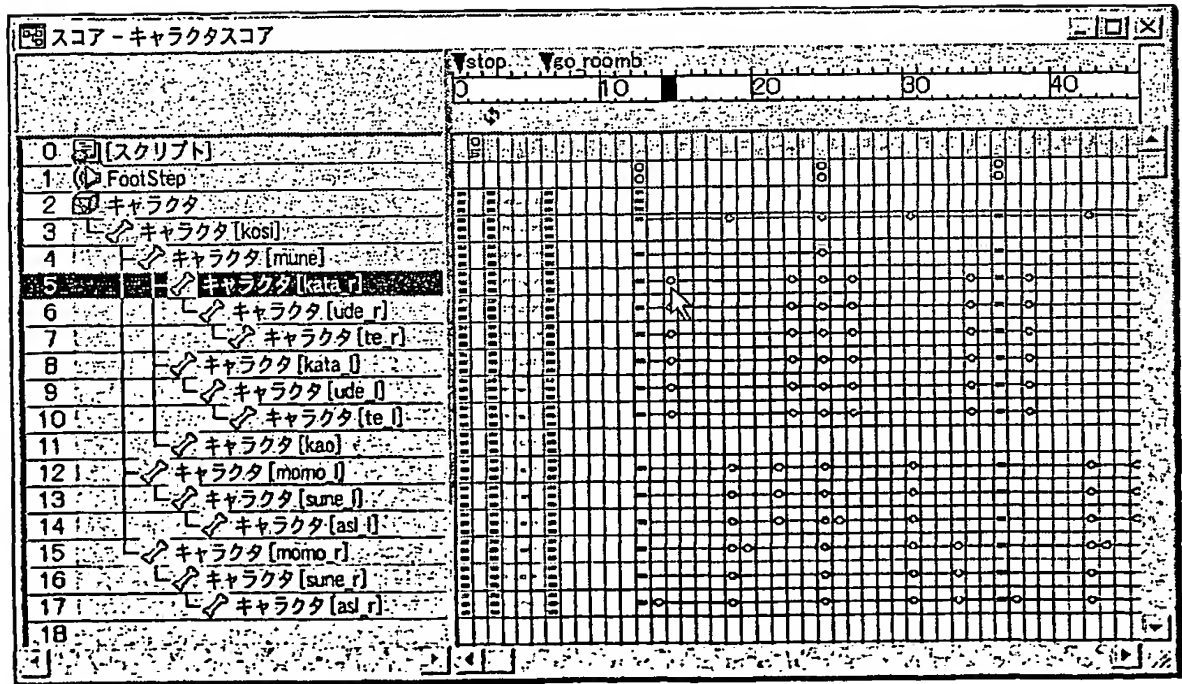 スコア - キャラクタスコア
stop go roomb
0 10 20 30 40
0 [スクリプト]
1 FootStep
2 キャラクタ
3 キャラクタ [kosi]
4 キャラクタ [mune]
5 キャラクタ [kata_r]
6 キャラクタ [ude_r]
7 キャラクタ [te_r]
8 キャラクタ [kata_l]
9 キャラクタ [ude_l]
10 キャラクタ [te_l]
11 キャラクタ [kao]
12 キャラクタ [momo_l]
13 キャラクタ [sune_l]
14 キャラクタ [asl_l]
15 キャラクタ [momo_r]
16 キャラクタ [sune_r]
17 キャラクタ [asl_r]
18